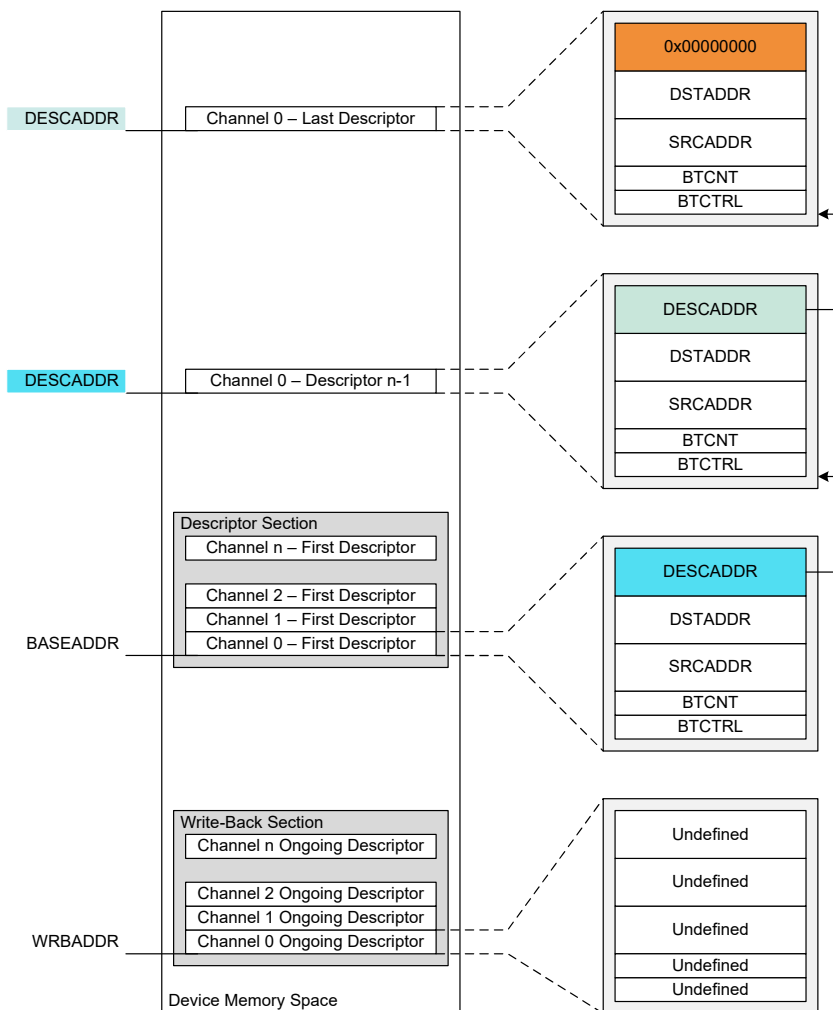 0x00000000
DESCADDR
Channel 0 – Last Descriptor
DSTADDR
SRCADDR
BTCNT
BTCTRL
DESCADDR
DESCADDR
Channel 0 – Descriptor n-1
DSTADDR
SRCADDR
BTCNT
BTCTRL
Descriptor Section
Channel n – First Descriptor
Channel 2 – First Descriptor
Channel 1 – First Descriptor
BASEADDR
Channel 0 – First Descriptor
DESCADDR
DSTADDR
SRCADDR
BTCNT
BTCTRL
Write-Back Section
Channel n Ongoing Descriptor
Channel 2 Ongoing Descriptor
Channel 1 Ongoing Descriptor
WRBADDR
Channel 0 Ongoing Descriptor
Undefined
Undefined
Undefined
Undefined
Undefined
Device Memory Space